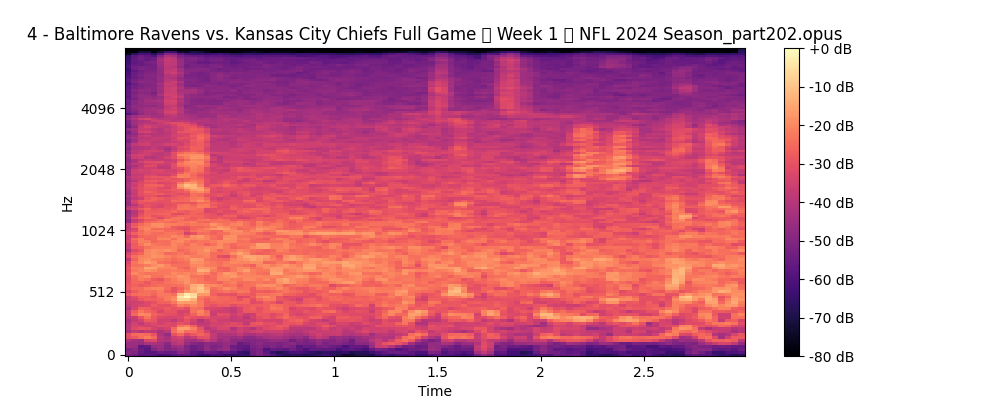 4 - Baltimore Ravens vs. Kansas City Chiefs Full Game ▯ Week 1 ▯ NFL 2024 Season_part202.opus
+0 dB
-10 dB
-20 dB
-30 dB
-40 dB
-50 dB
-60 dB
-70 dB
-80 dB
4096
2048
1024
512
0
Hz
0 0.5 1 1.5 2 2.5
Time